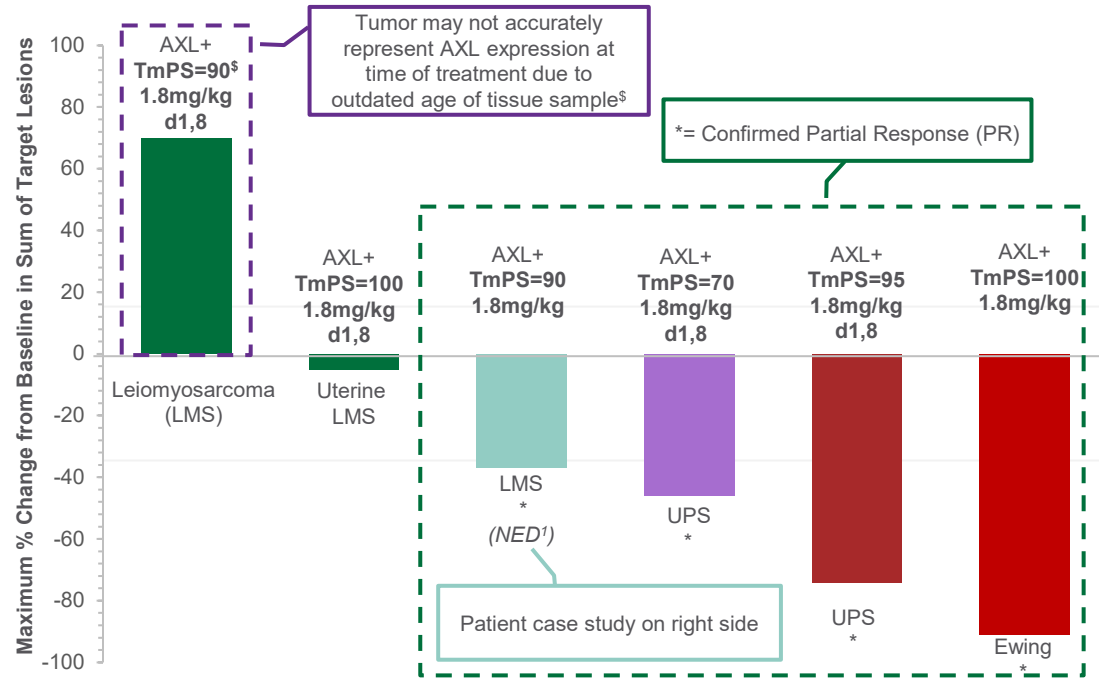 Maximum % Change from Baseline in Sum of Target Lesions
100
80
60
40
20
0
-20
-40
-60
-80
-100
AXL+
TmPS=90$
1.8mg/kg
d1,8
Leiomyosarcoma
(LMS)
Tumor may not accurately
represent AXL expression at
time of treatment due to
outdated age of tissue sample$
*= Confirmed Partial Response (PR)
AXL+
TmPS=100
1.8mg/kg
d1,8
Uterine
LMS
AXL+
TmPS=90
1.8mg/kg
LMS
*
(NED¹)
Patient case study on right side
AXL+
TmPS=70
1.8mg/kg
d1,8
UPS
*
AXL+
TmPS=95
1.8mg/kg
d1,8
UPS
*
AXL+
TmPS=100
1.8mg/kg
Ewing
*